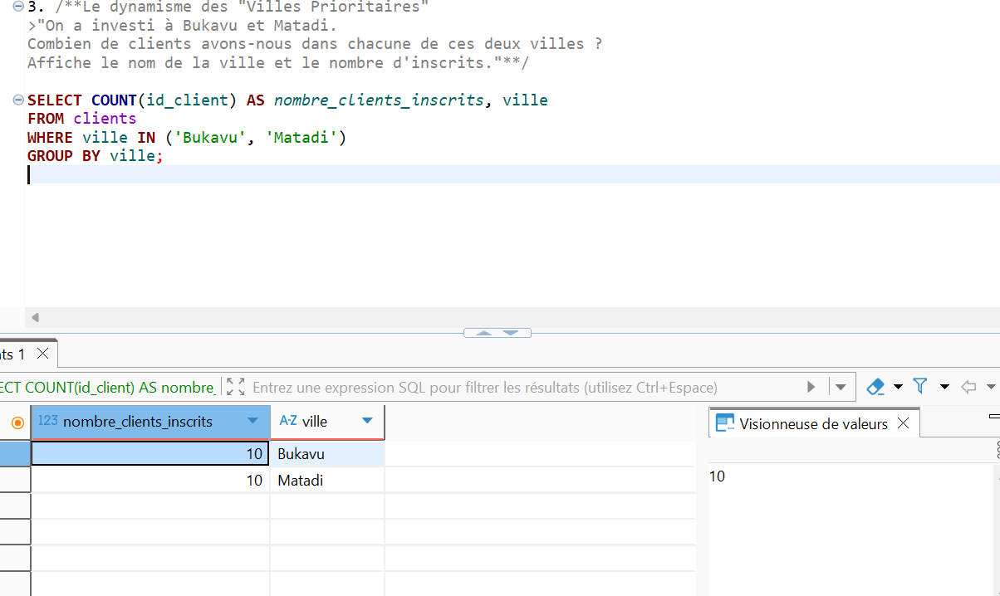 3. /**Le dynamisme des "Villes Prioritaires"
>"On a investi à Bukavu et Matadi.
Combien de clients avons-nous dans chacune de ces deux villes ?
Affiche le nom de la ville et le nombre d'inscrits."**/
SELECT COUNT(id_client) AS nombre_clients_inscrits, ville
FROM clients
WHERE ville IN ('Bukavu', 'Matadi')
GROUP BY ville;
ts 1
ECT COUNT(id_client) AS nombre_ Entrez une expression SQL pour filtrer les résultats (utilisez Ctrl+Espace)
123 nombre_clients_inscrits A-Z ville
Visionneuse de valeurs
10 Bukavu
10
10 Matadi